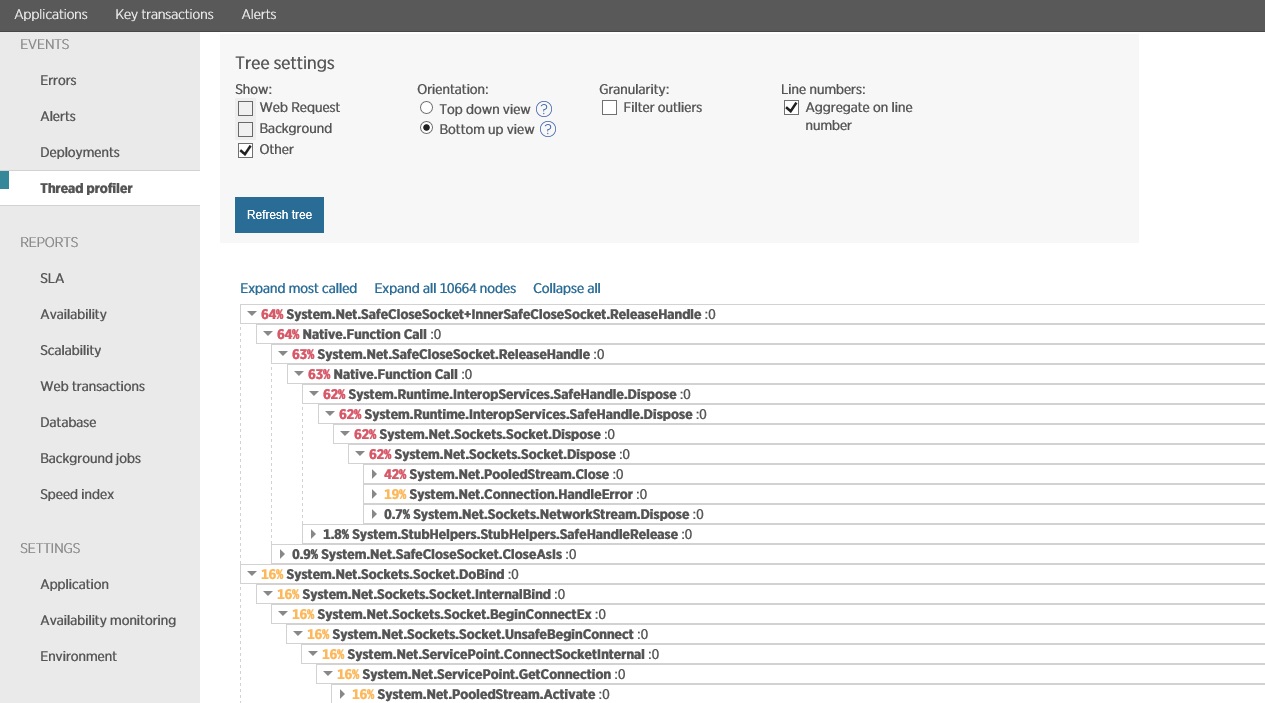 Applications Key transactions Alerts
EVENTS
Errors
Alerts
Deployments
Thread profiler
REPORTS
SLA
Availability
Scalability
Web transactions
Database
Background jobs
Speed index
SETTINGS
Application
Availability monitoring
Environment
Tree settings
Show:
Web Request
Background
Other
Orientation:
Top down view ?
Bottom up view ?
Granularity:
Filter outliers
Line numbers:
Aggregate on line
number
Refresh tree
Expand most called Expand all 10664 nodes Collapse all
64% System.Net.SafeCloseSocket+InnerSafeCloseSocket.ReleaseHandle :0
64% Native.Function Call :0
63% System.Net.SafeCloseSocket.ReleaseHandle :0
63% Native.Function Call :0
62% System.Runtime.InteropServices.SafeHandle.Dispose :0
62% System.Runtime.InteropServices.SafeHandle.Dispose :0
62% System.Net.Sockets.Socket.Dispose :0
62% System.Net.Sockets.Socket.Dispose :0
42% System.Net.PooledStream.Close :0
19% System.Net.Connection.HandleError :0
0.7% System.Net.Sockets.NetworkStream.Dispose :0
1.8% System.StubHelpers.StubHelpers.SafeHandleRelease :0
0.9% System.Net.SafeCloseSocket.CloseAsIs :0
16% System.Net.Sockets.Socket.DoBind :0
16% System.Net.Sockets.Socket.InternalBind :0
16% System.Net.Sockets.Socket.BeginConnectEx :0
16% System.Net.Sockets.Socket.UnsafeBeginConnect :0
16% System.Net.ServicePoint.ConnectSocketInternal :0
16% System.Net.ServicePoint.GetConnection :0
16% System.Net.PooledStream.Activate :0